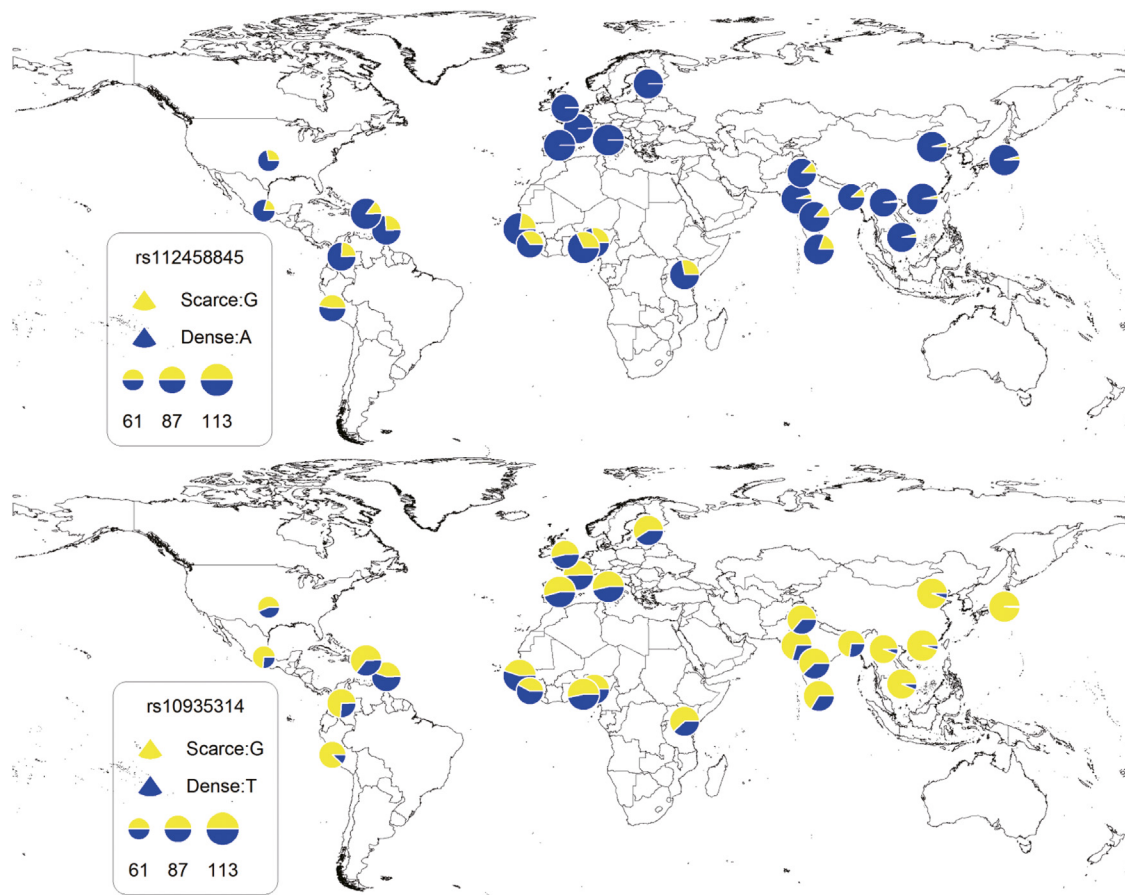 rs112458845
Scarce:G
Dense:A
61 87 113
rs10935314
Scarce:G
Dense:T
61 87 113